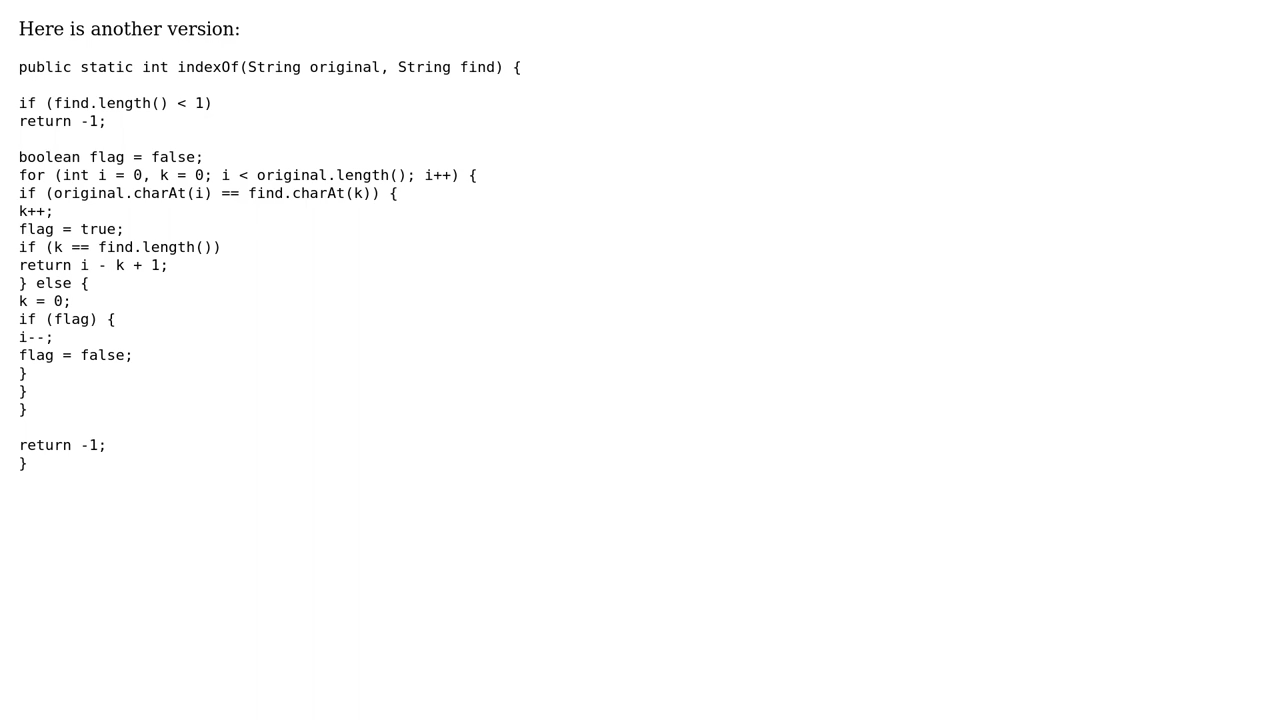 Here is another version:
public static int indexOf(String original, String find) {
if (find.length() < 1)
return -1;
boolean flag = false;
for (int i = 0, k = 0; i < original.length(); i++) {
if (original.charAt(i) == find.charAt(k)) {
k++;
flag = true;
if (k == find.length())
return i - k + 1;
} else {
k = 0;
if (flag) {
i--;
flag = false;
}
}
}
return -1;
}